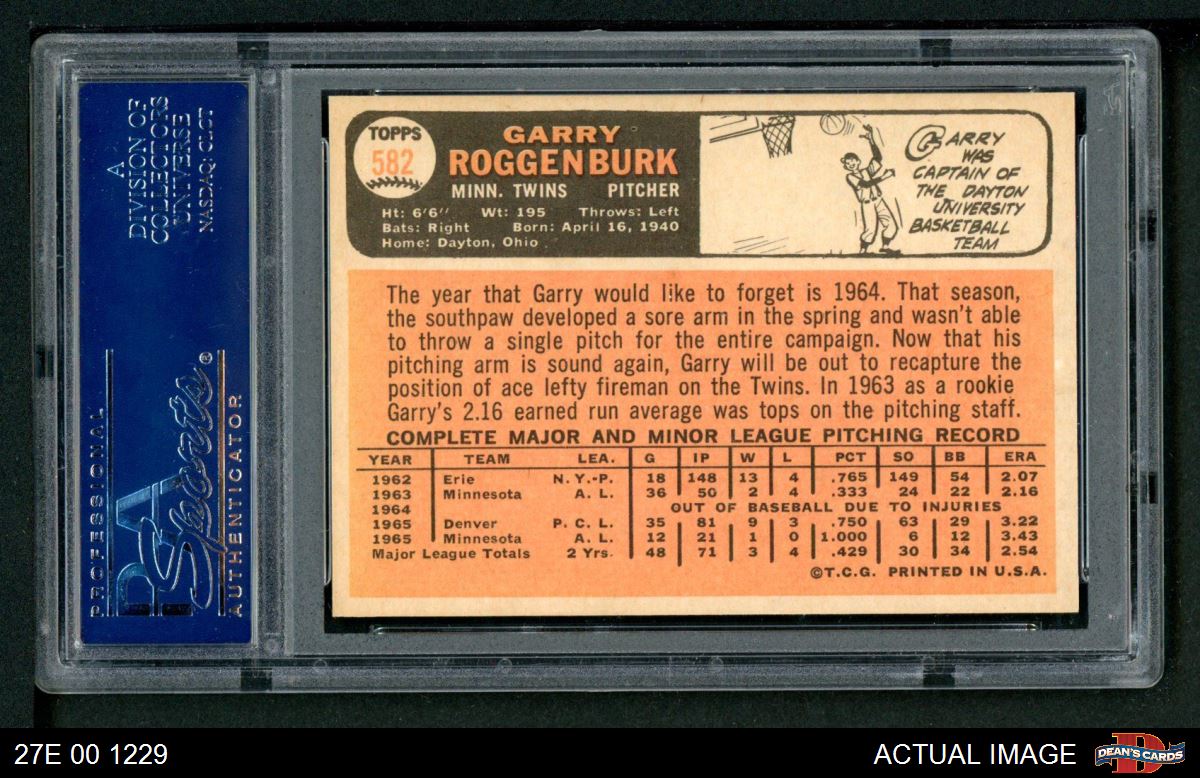 A
DIVISION OF
COLLECTORS
UNIVERSE
NASDAQ: CLCT
PROFESSIONAL
PSA
Sports®
AUTHENTICATOR
TOPPS
582
GARRY
ROGGENBURK
MINN. TWINS PITCHER
Ht: 6'6" Wt: 195 Throws: Left
Bats: Right Born: April 16, 1940
Home: Dayton, Ohio
GARRY
WAS
CAPTAIN OF
THE DAYTON
UNIVERSITY
BASKETBALL
TEAM
The year that Garry would like to forget is 1964. That season,
the southpaw developed a sore arm in the spring and wasn't able
to throw a single pitch for the entire campaign. Now that his
pitching arm is sound again, Garry will be out to recapture the
position of ace lefty fireman on the Twins. In 1963 as a rookie
Garry's 2.16 earned run average was tops on the pitching staff.
COMPLETE MAJOR AND MINOR LEAGUE PITCHING RECORD
YEAR TEAM LEA. G IP W L PCT SO BB ERA
1962 Erie N.Y.-P. 18 148 13 4 .765 149 54 2.07
1963 Minnesota A. L. 36 50 2 4 .333 24 22 2.16
1964 OUT OF BASEBALL DUE TO INJURIES
1965 Denver P. C. L. 35 81 9 3 .750 63 29 3.22
1965 Minnesota A. L. 12 21 1 0 1.000 6 12 3.43
Major League Totals 2 Yrs. 48 71 3 4 .429 30 34 2.54
©T.C.G. PRINTED IN U.S.A.
27E 00 1229
ACTUAL IMAGE
D
DEAN'S CARDS